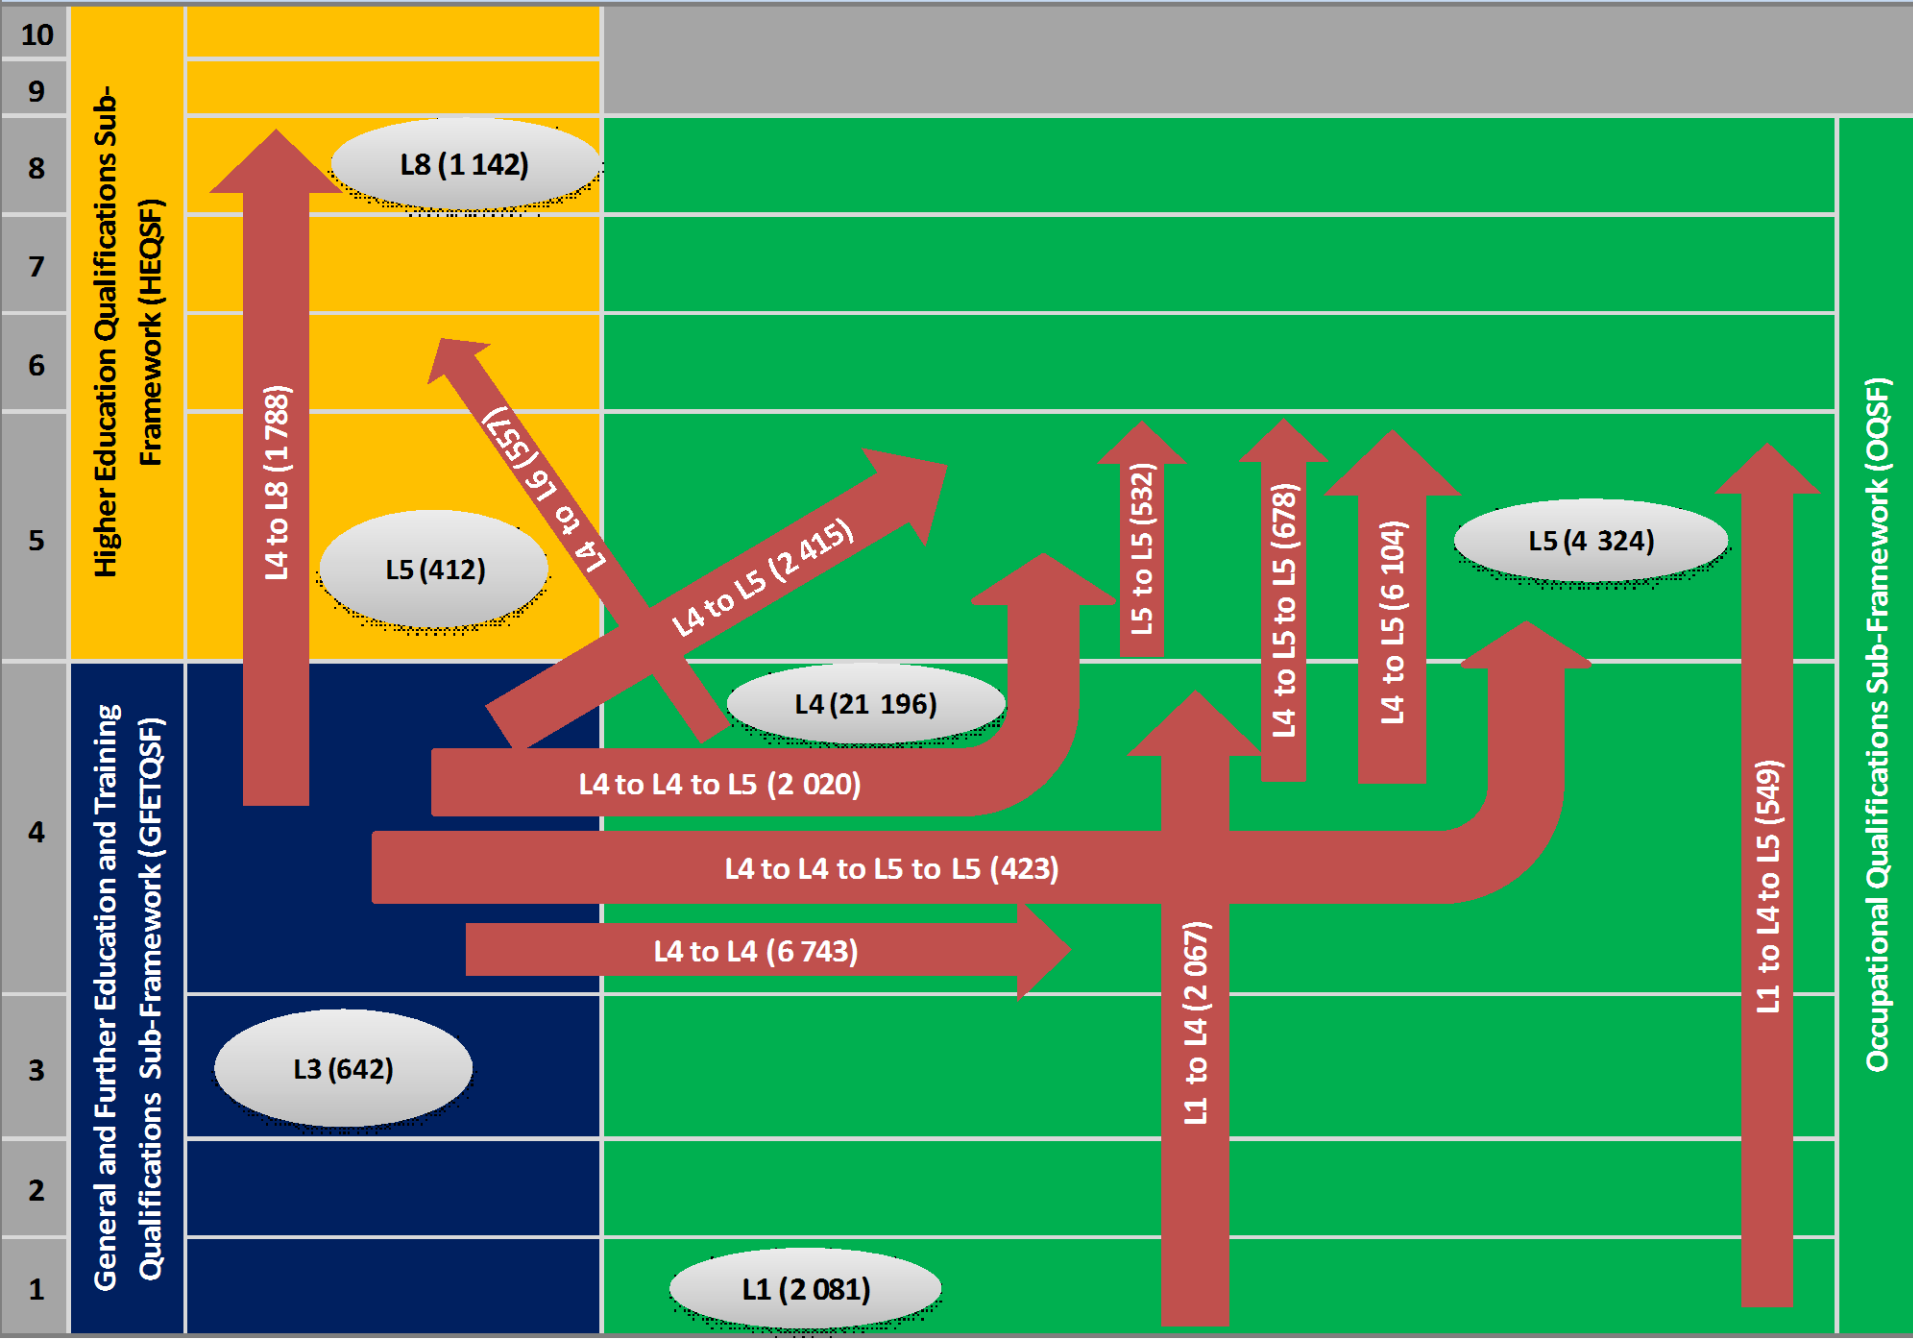 10
9
8
7
6
5
4
3
2
1
Higher Education Qualifications Sub-
Framework (HEQSF)
General and Further Education and Training
Qualifications Sub-Framework (GFETQSF)
L8 (1 142)
L4 to L8 (1 788)
L4 to L6 (557)
L5 (412)
L4 to L5 (2 415)
L5 to L5 (532)
L4 to L5 to L5 (678)
L4 to L5 (6 104)
L5 (4 324)
L4 (21 196)
L4 to L4 to L5 (2 020)
L4 to L4 to L5 to L5 (423)
L4 to L4 (6 743)
L1 to L4 (2 067)
L1 to L4 to L5 (549)
L3 (642)
L1 (2 081)
Occupational Qualifications Sub-Framework (OQSF)